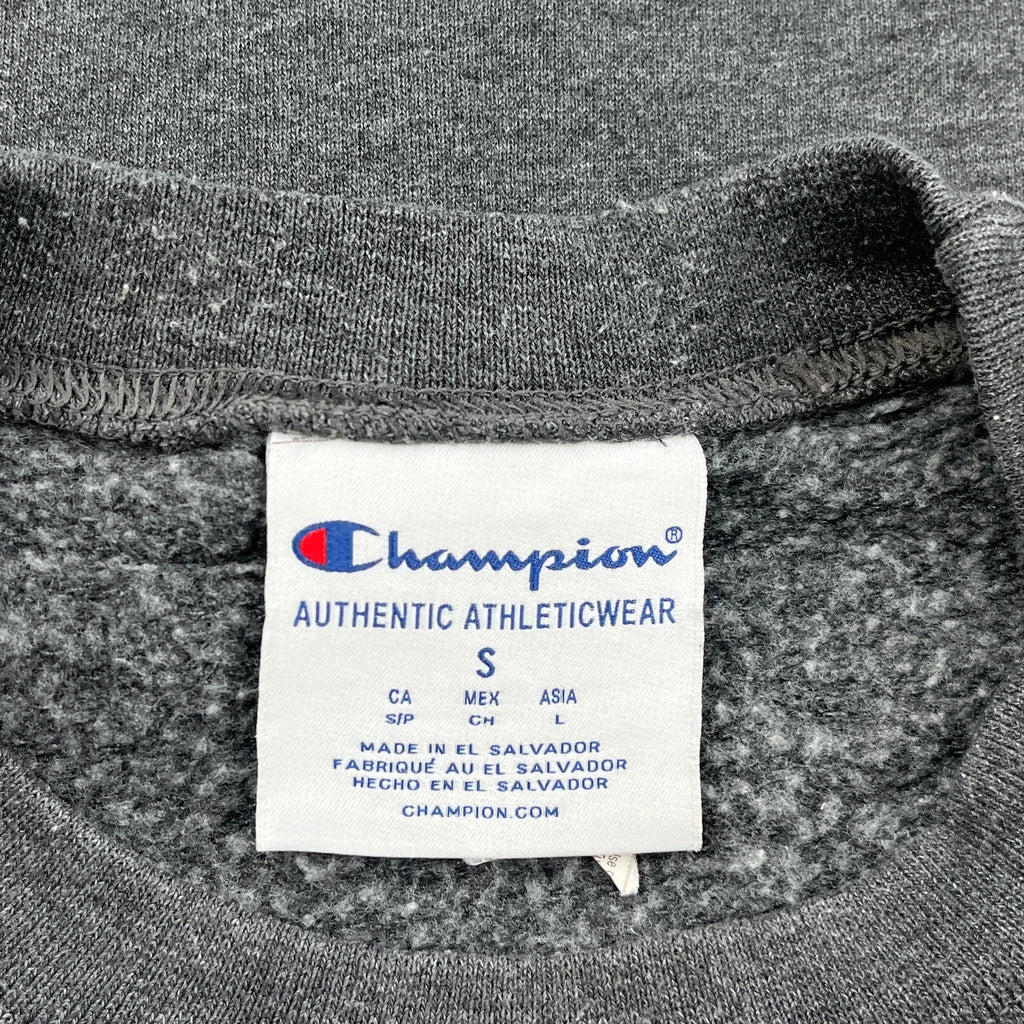 Champion®
AUTHENTIC ATHLETICWEAR
S
CA MEX ASIA
S/P CH L
MADE IN EL SALVADOR
FABRIQUÉ AU EL SALVADOR
HECHO EN EL SALVADOR
CHAMPION.COM